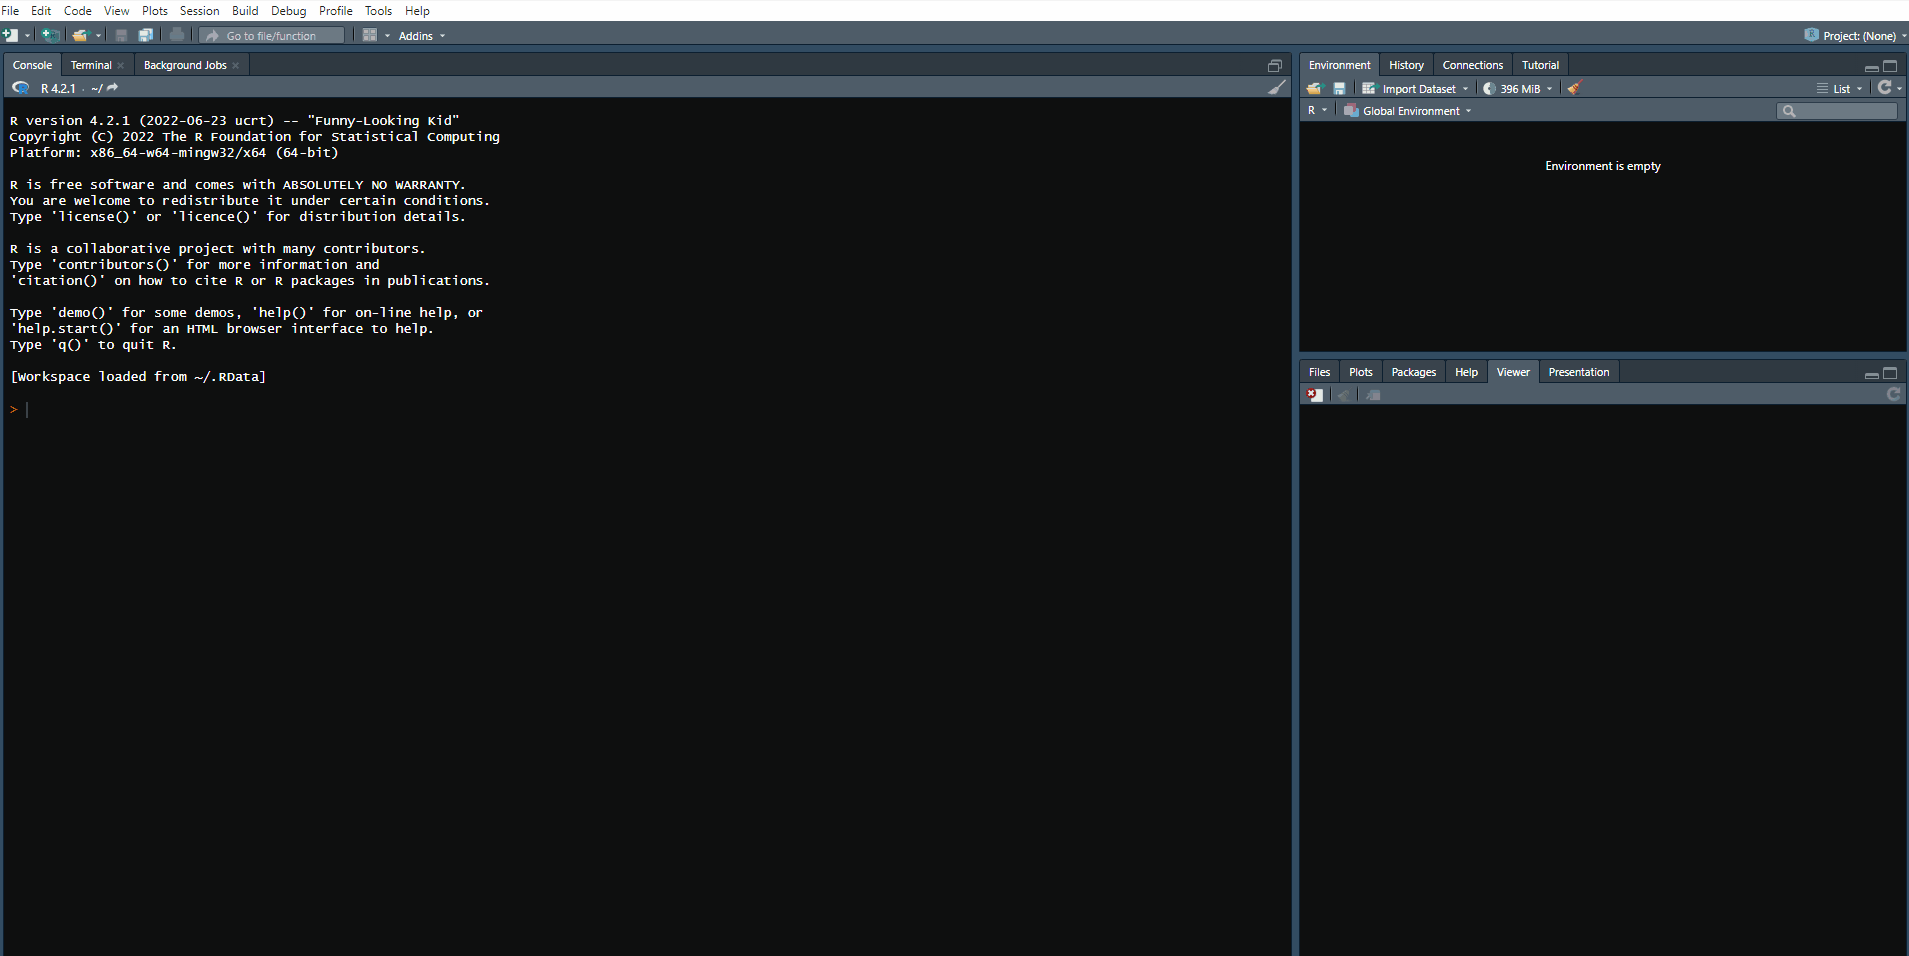 File Edit Code View Plots Session Build Debug Profile Tools Help
Go to file/function Addins Project: (None)
Console Terminal Background Jobs
R 4.2.1 · ~/
R version 4.2.1 (2022-06-23 ucrt) -- "Funny-Looking Kid"
Copyright (C) 2022 The R Foundation for Statistical Computing
Platform: x86_64-w64-mingw32/x64 (64-bit)
R is free software and comes with ABSOLUTELY NO WARRANTY.
You are welcome to redistribute it under certain conditions.
Type 'license()' or 'licence()' for distribution details.
R is a collaborative project with many contributors.
Type 'contributors()' for more information and
'citation()' on how to cite R or R packages in publications.
Type 'demo()' for some demos, 'help()' for on-line help, or
'help.start()' for an HTML browser interface to help.
Type 'q()' to quit R.
[Workspace loaded from ~/.RData]
>
Environment History Connections Tutorial
Import Dataset 396 MiB List
R Global Environment
Environment is empty
Files Plots Packages Help Viewer Presentation